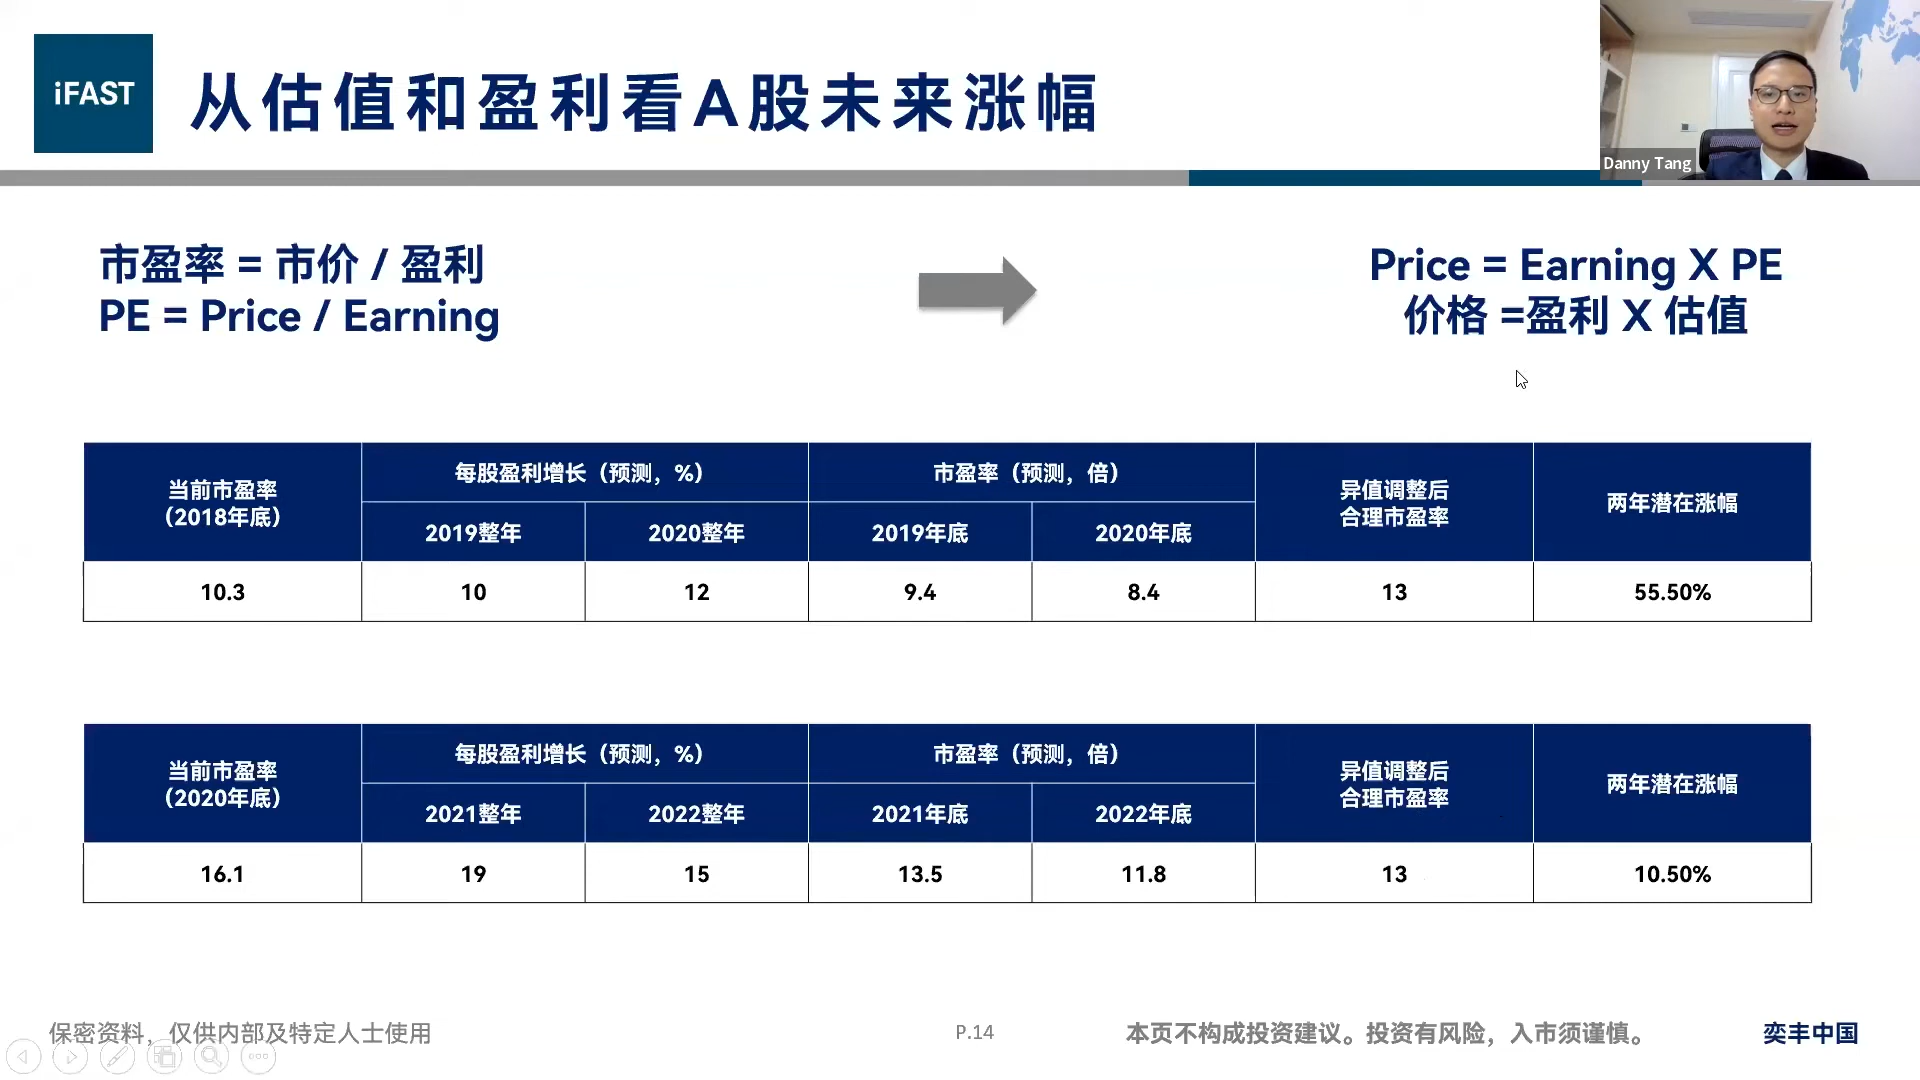 iFAST
从估值和盈利看A股未来涨幅
Danny Tang
市盈率 = 市价 / 盈利
PE = Price / Earning
Price = Earning X PE
价格 =盈利 X 估值
当前市盈率
（2018年底）
每股盈利增长（预测，%）
市盈率（预测，倍）
异值调整后
合理市盈率
两年潜在涨幅
2019整年
2020整年
2019年底
2020年底
10.3
10
12
9.4
8.4
13
55.50%
当前市盈率
（2020年底）
每股盈利增长（预测，%）
市盈率（预测，倍）
异值调整后
合理市盈率
两年潜在涨幅
2021整年
2022整年
2021年底
2022年底
16.1
19
15
13.5
11.8
13
10.50%
保密资料，仅供内部及特定人士使用
P.14
本页不构成投资建议。投资有风险，入市须谨慎。
奕丰中国